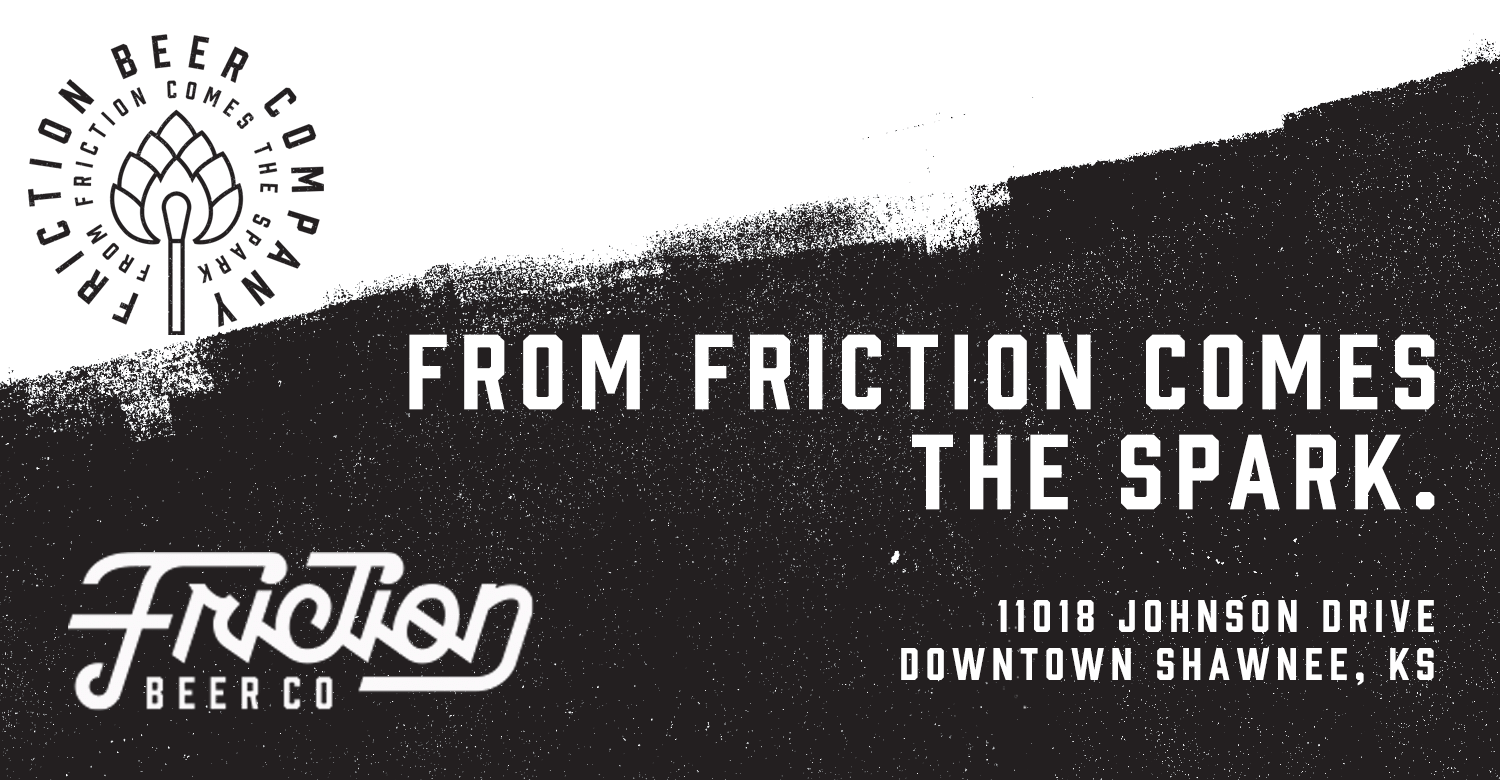 FRICTION BEER COMPANY
FROM FRICTION COMES THE SPARK
FROM FRICTION COMES
THE SPARK.
Friction
BEER CO
11018 JOHNSON DRIVE
DOWNTOWN SHAWNEE, KS